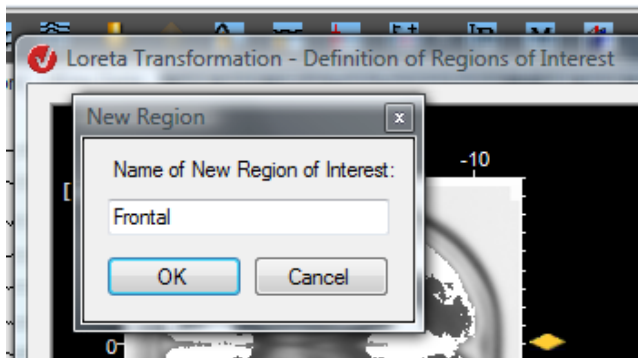 Loreta Transformation - Definition of Regions of Interest
New Region
x
Name of New Region of Interest:
-10
[
Frontal
OK
Cancel
0